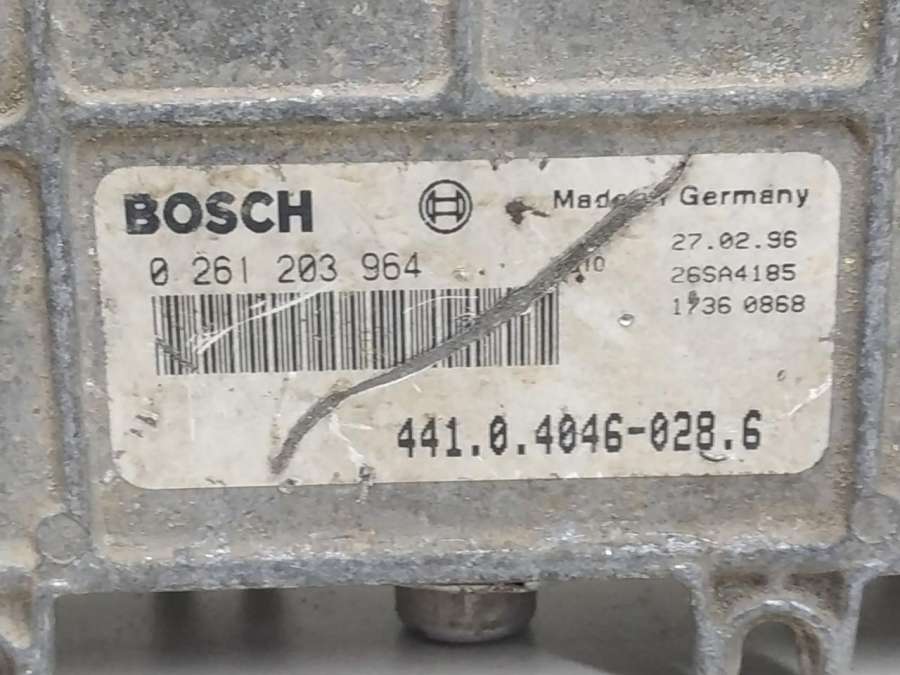 BOSCH
Made in Germany
27.02.96
0 261 203 964
26SA4185
1736 0868
441.0.4046-028.6